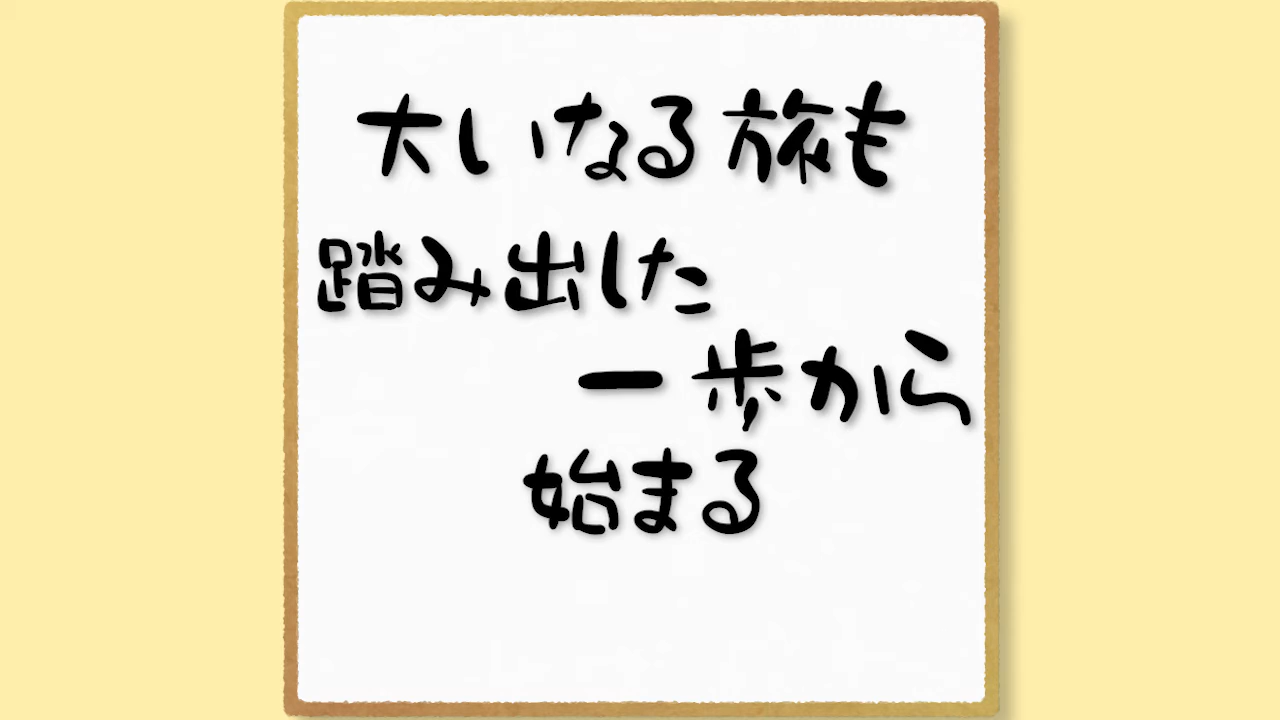 大いなる旅も
踏み出した
一歩から
始まる